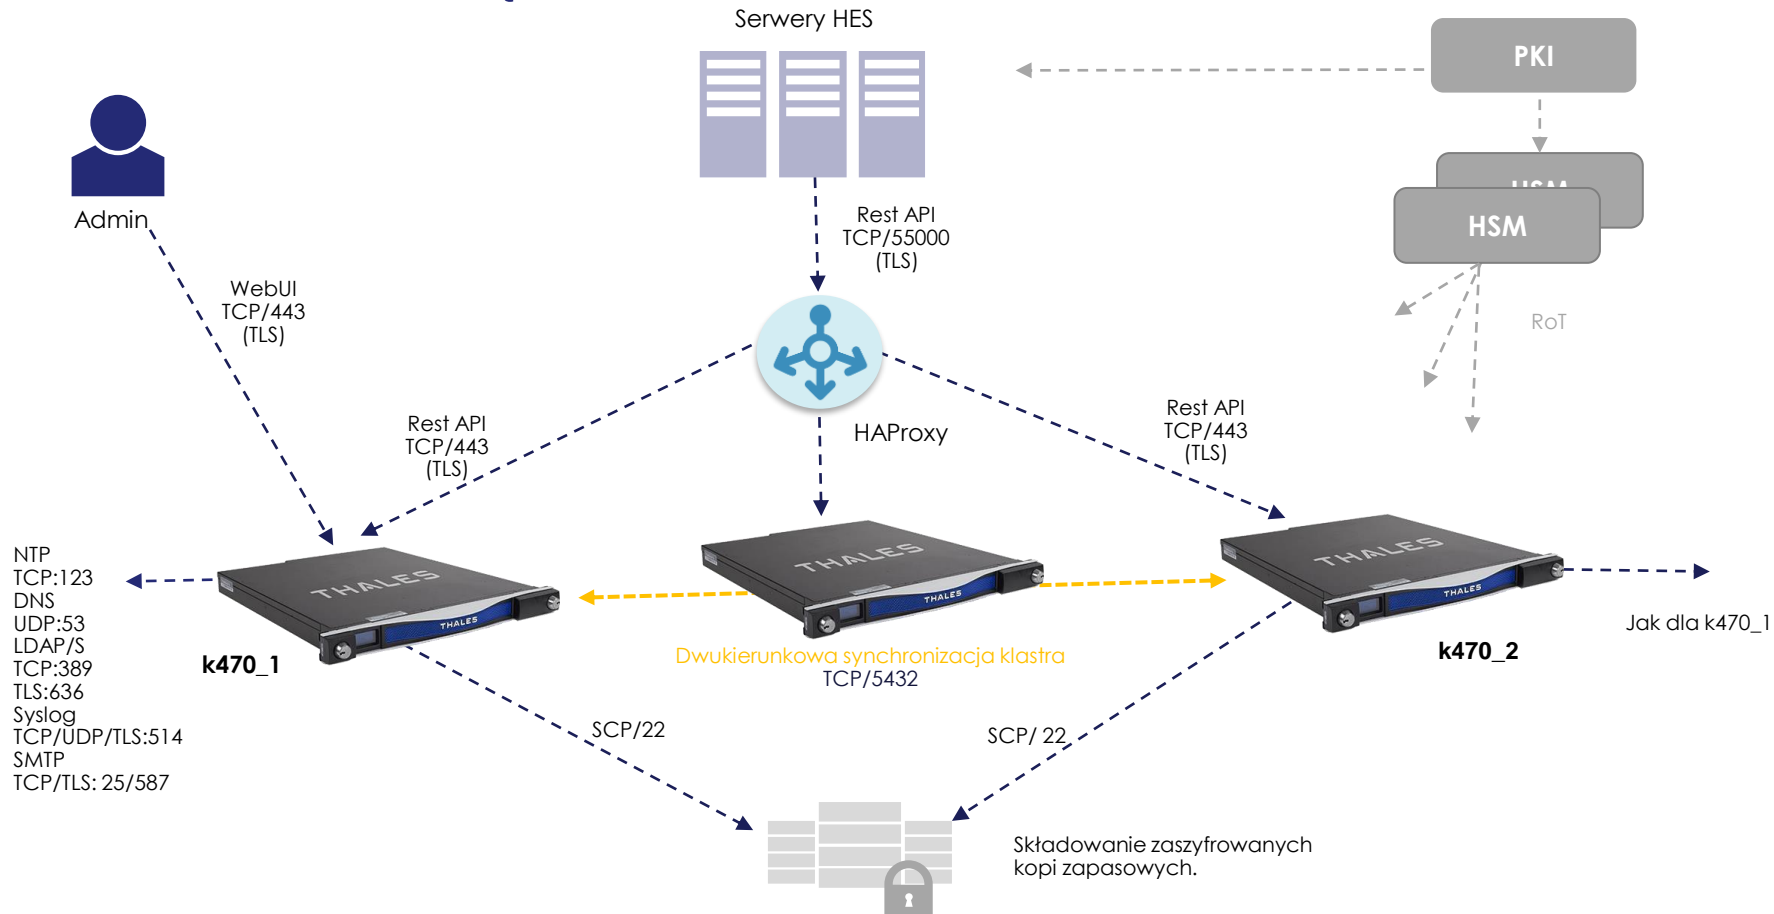 Serwery HES
PKI
HSM
HSM
RoT
Admin
Rest API
TCP/55000
(TLS)
WebUI
TCP/443
(TLS)
Rest API
TCP/443
(TLS)
HAProxy
Rest API
TCP/443
(TLS)
NTP
TCP:123
DNS
UDP:53
LDAP/S
TCP:389
TLS:636
Syslog
TCP/UDP/TLS:514
SMTP
TCP/TLS: 25/587
THALES
THALES
THALES
THALES
THALES
THALES
k470_1
Dwukierunkowa synchronizacja klastra
TCP/5432
k470_2
Jak dla k470_1
SCP/22
SCP/ 22
Składowanie zaszyfrowanych
kopi zapasowych.